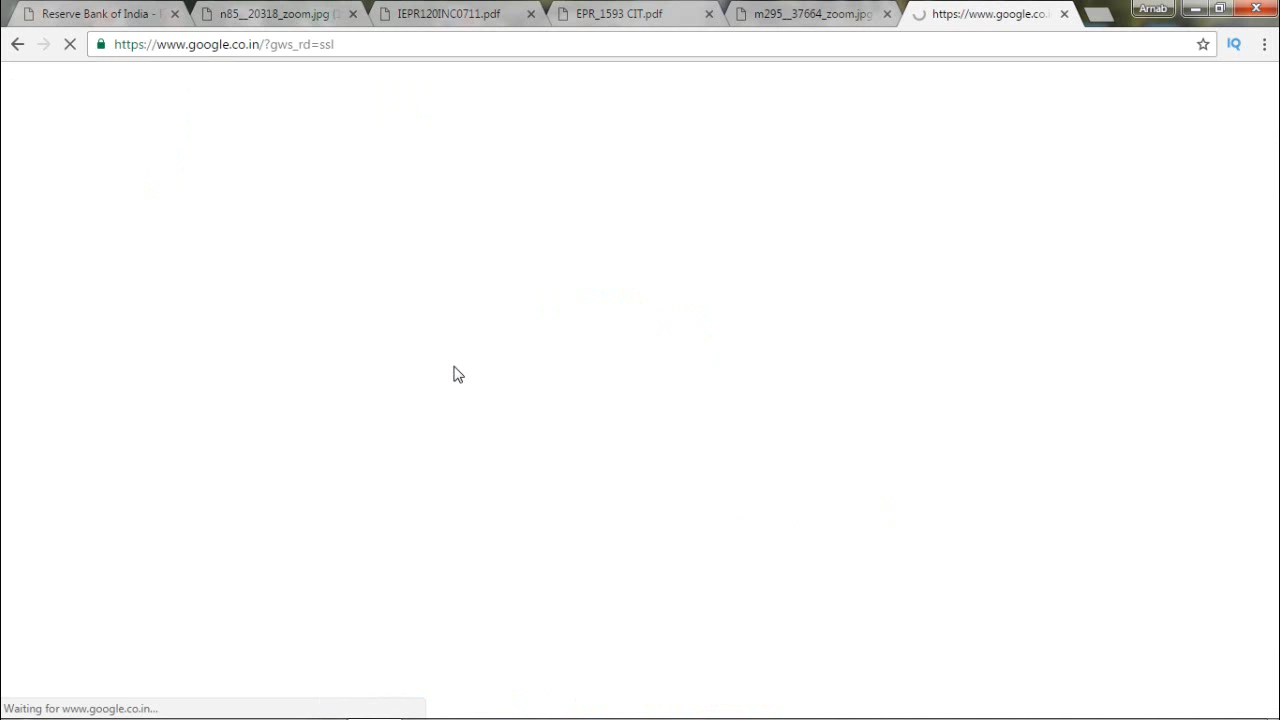 Reserve Bank of India -
n85__20318_zoom.jpg
IEPR120INC0711.pdf
EPR_1593 CIT.pdf
m295__37664_zoom.jpg
https://www.google.co.i
Arnab
https://www.google.co.in/?gws_rd=ssl
IQ
Waiting for www.google.co.in...